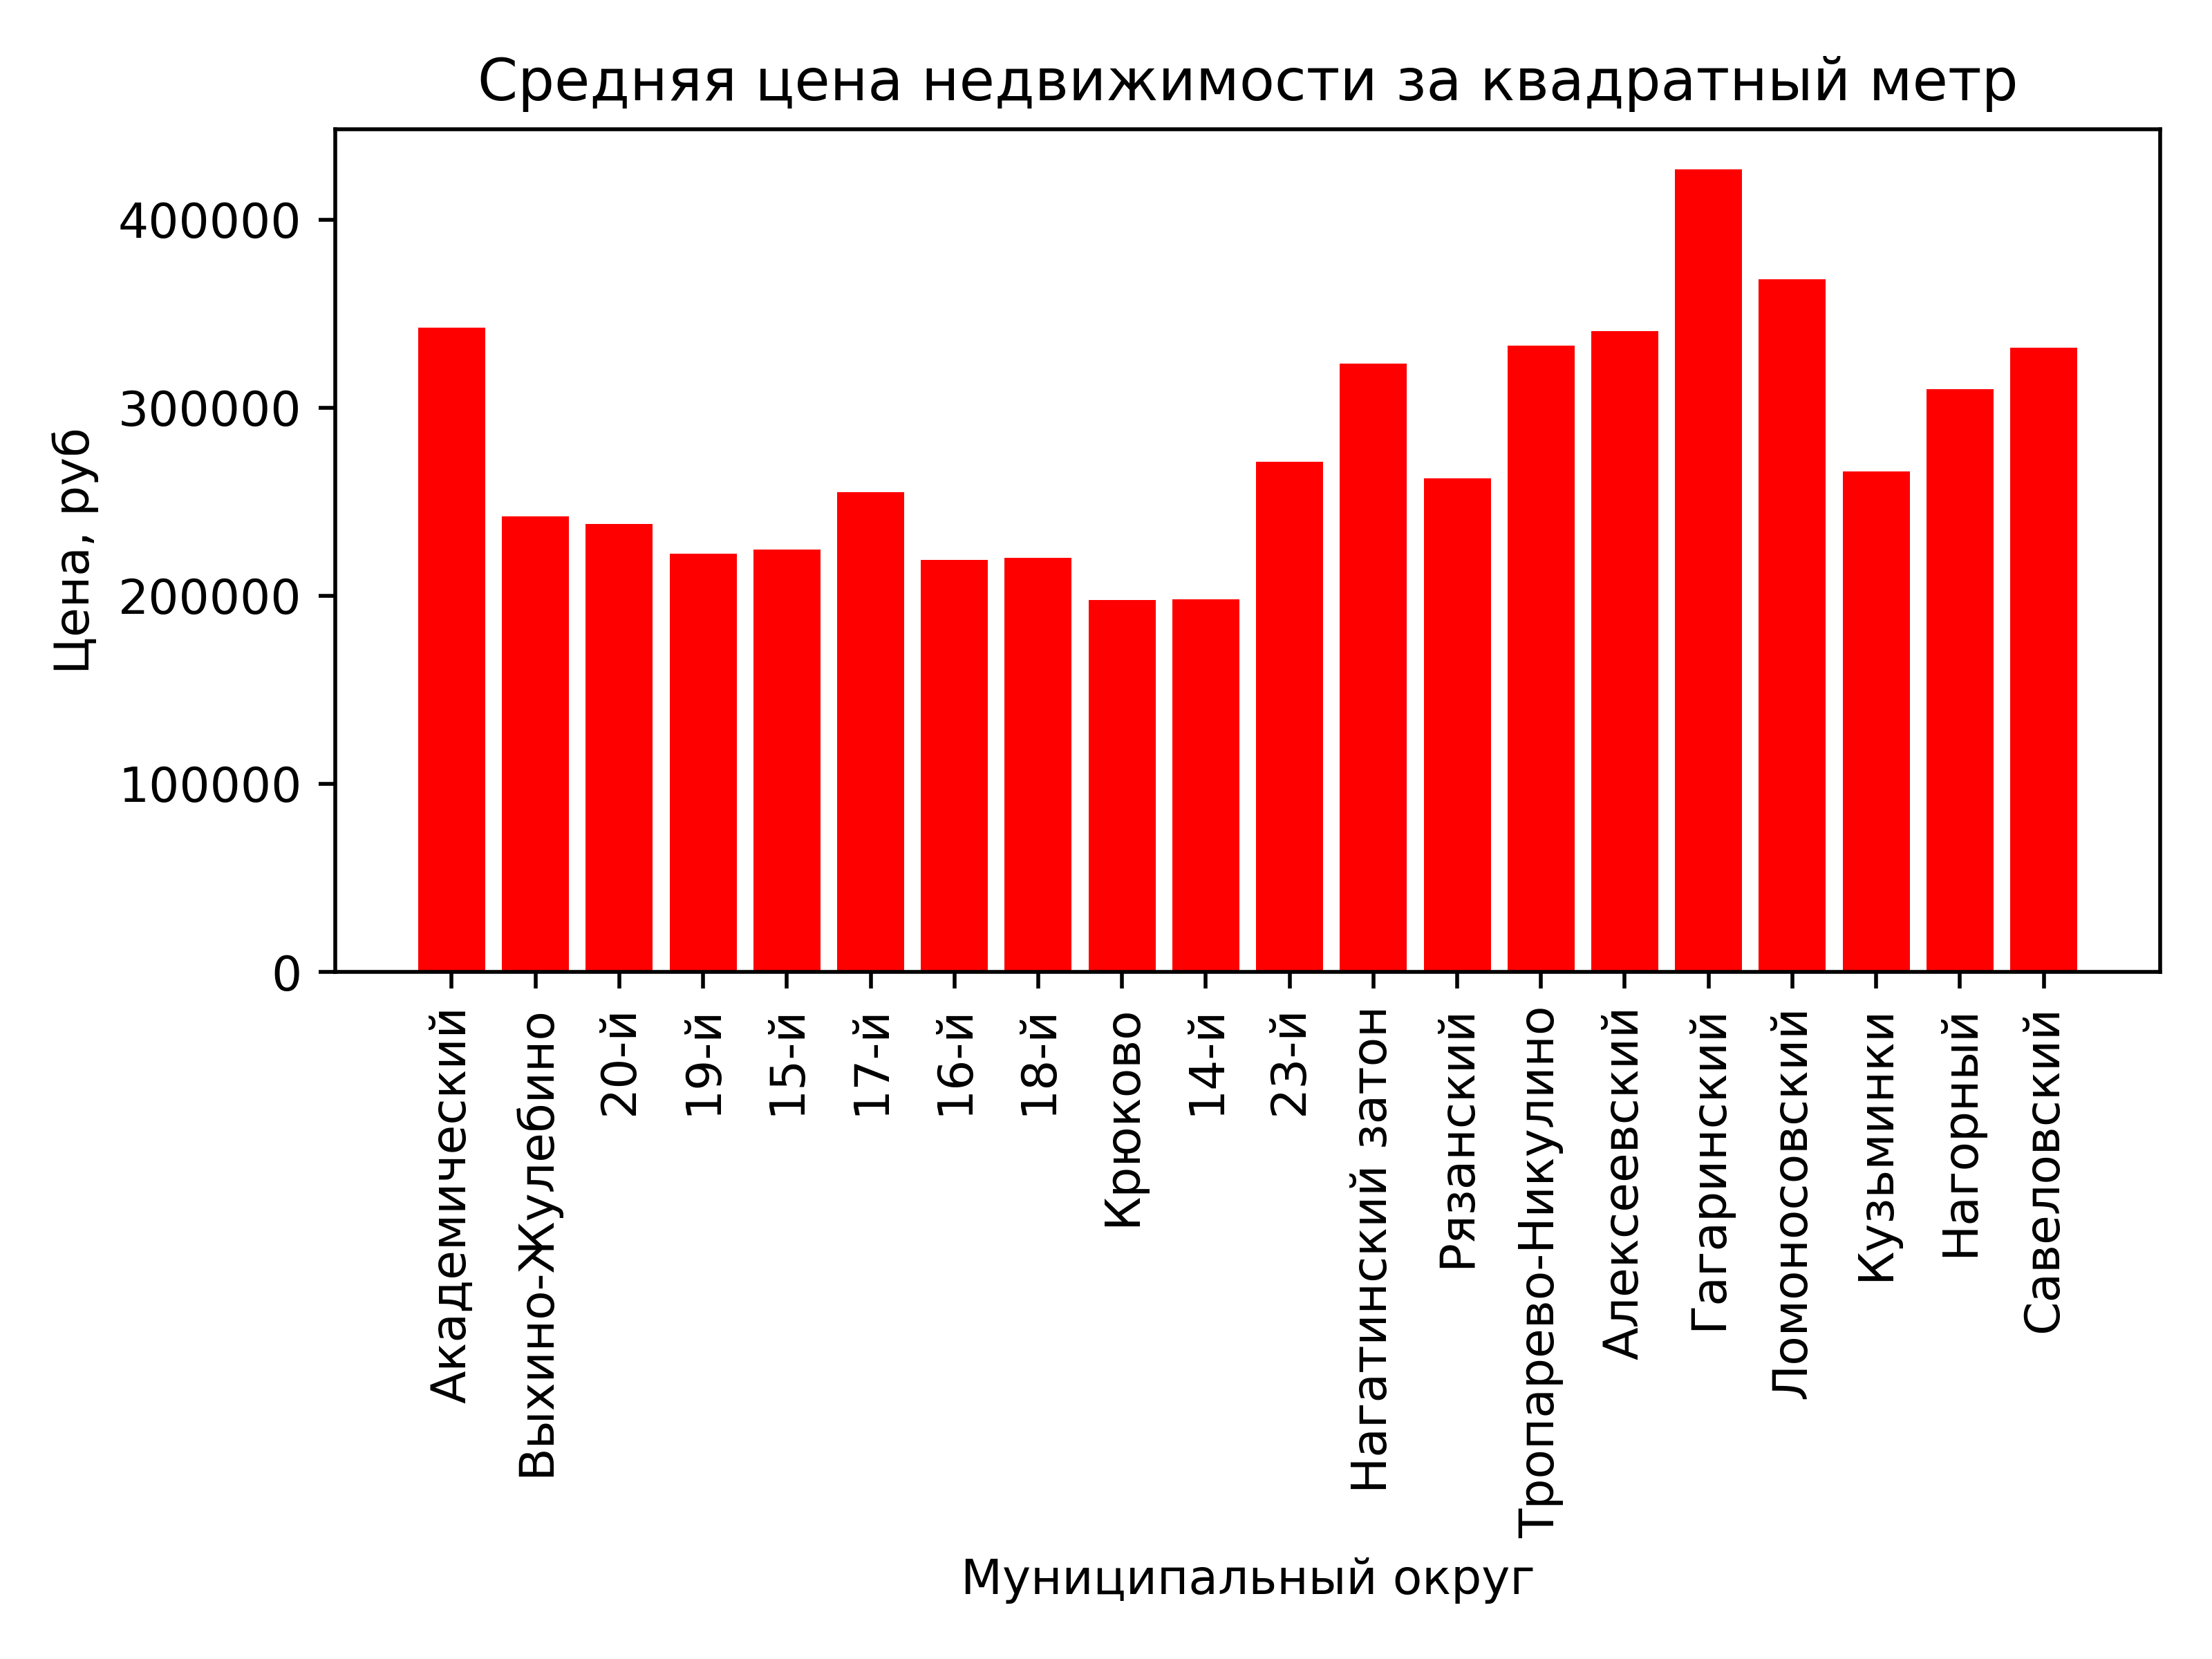 Средняя цена недвижимости за квадратный метр
Цена, руб
400000
300000
200000
100000
0
Академический
Выхино-Жулебино
20-й
19-й
15-й
17-й
16-й
18-й
Крюково
14-й
23-й
Нагатинский затон
Рязанский
Тропарево-Никулино
Алексеевский
Гагаринский
Ломоносовский
Кузьминки
Нагорный
Савеловский
Муниципальный округ